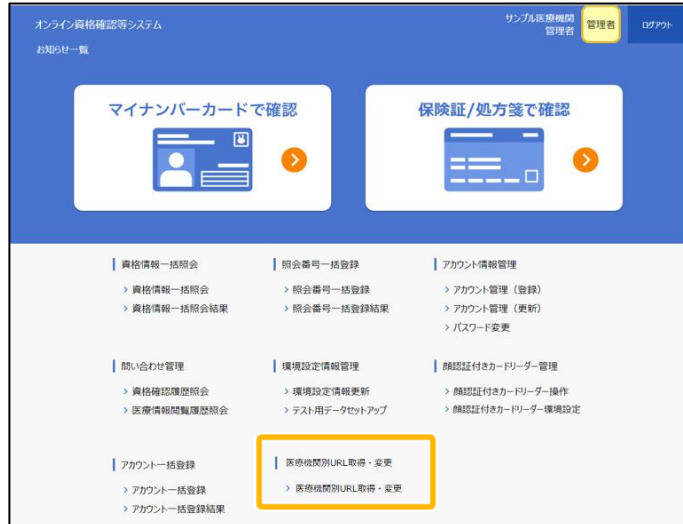 オンライン資格確認等システム
サンプル医療機関
管理者
管理者
ログアウト
お知らせ一覧
マイナンバーカードで確認
保険証/処方箋で確認
資格情報一括照会
> 資格情報一括照会
> 資格情報一括照会結果
照会番号一括登録
> 照会番号一括登録
> 照会番号一括登録結果
アカウント情報管理
> アカウント管理（登録）
> アカウント管理（更新）
> パスワード変更
問い合わせ管理
> 資格確認履歴照会
> 医療情報閲覧履歴照会
環境設定情報管理
> 環境設定情報更新
> テスト用データセットアップ
顔認証付きカードリーダー管理
> 顔認証付きカードリーダー操作
> 顔認証付きカードリーダー環境設定
アカウント一括登録
> アカウント一括登録
> アカウント一括登録結果
医療機関別URL取得・変更
> 医療機関別URL取得・変更